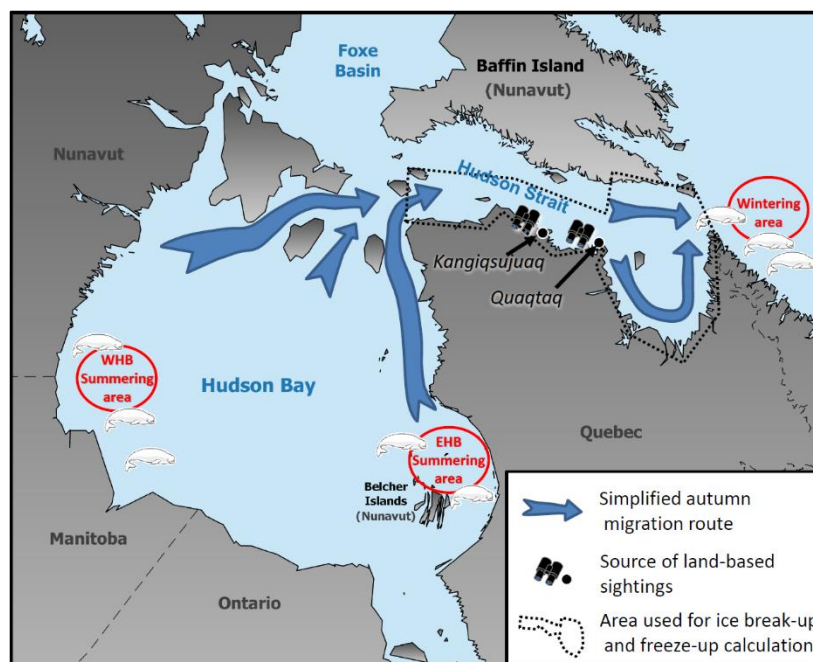 Foxe
Basin
Baffin Island
(Nunavut)
Nunavut
Hudson Strait
Wintering
area
Kangiqsujuaq
Quaqtaq
WHB
Summering
area
Hudson Bay
EHB
Summering
area
Quebec
Belcher
Islands
(Nunavut)
Manitoba
Ontario
Simplified autumn
migration route
Source of land-based
sightings
Area used for ice break-up
and freeze-up calculation